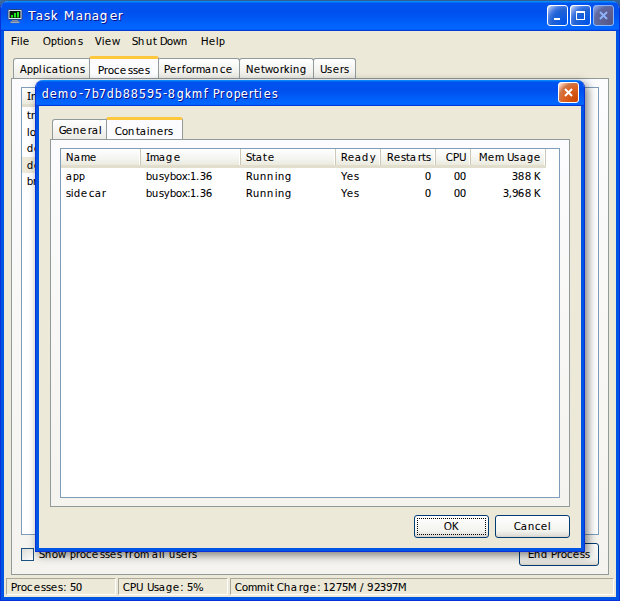 Task Manager
File Options View Shut Down Help
Applications Processes Performance Networking Users
demo-7b7db88595-8gkmf Properties
General Containers
Name Image State Ready Restarts CPU Mem Usage
app busybox:1.36 Running Yes 0 00 388 K
sidecar busybox:1.36 Running Yes 0 00 3,968 K
OK Cancel
Show processes from all users End Process
Processes: 50 CPU Usage: 5% Commit Charge: 1275M / 92397M